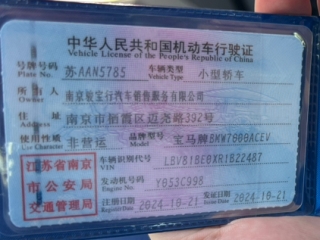 中华人民共和国机动车行驶证
Vehicle License of the People's Republic of China
号牌号码 苏AAN5785 车辆类型 小型轿车
Plate No. Vehicle Type
所有人 南京骏宝行汽车销售服务有限公司
Owner
住址 南京市栖霞区迈尧路392号
Address
使用性质 非营运 品牌型号 宝马牌BMW7009ACEV
Use Character Model
江苏省南京
市公安局
交通管理局
车辆识别代号
VIN
发动机号码 Y053C998
Engine No.
注册日期 2024-10-21 发证日期 2024-10-21
Register Date Issue Date